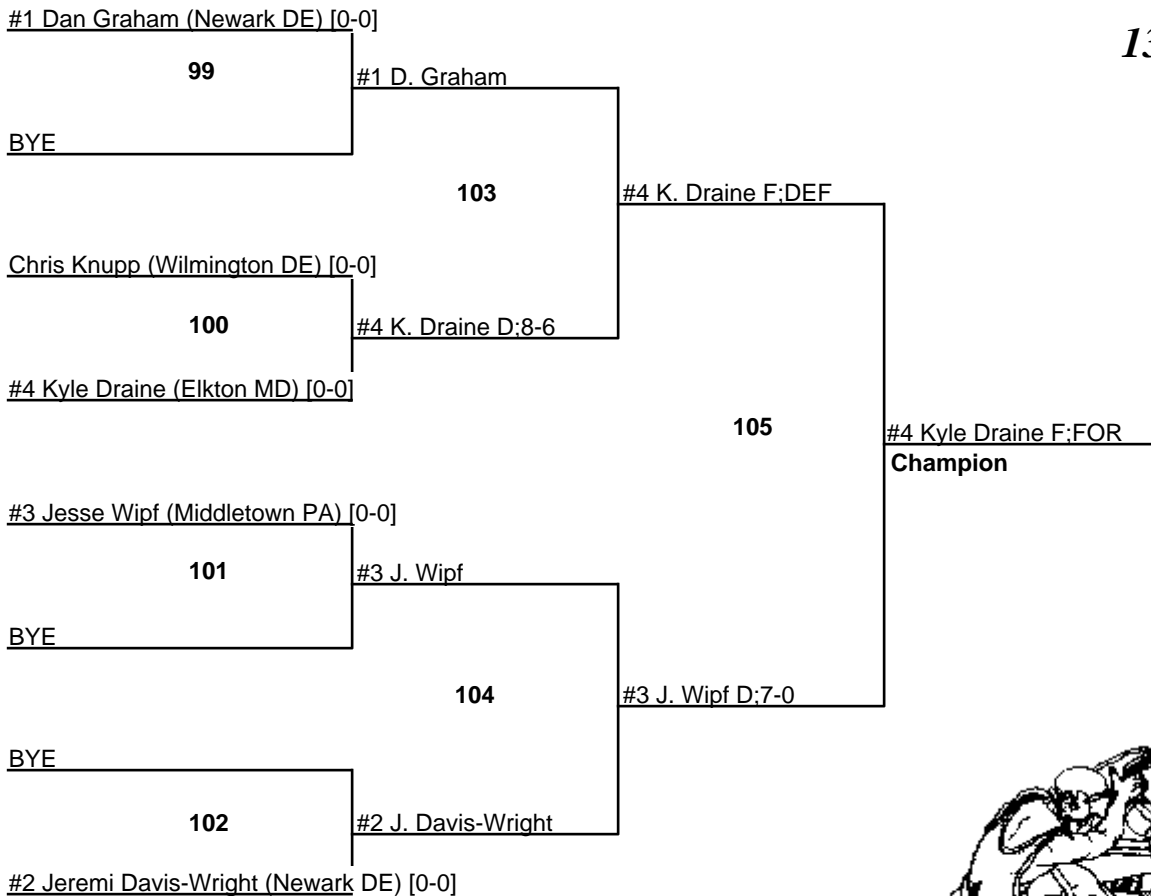 #1 Dan Graham (Newark DE) [0-0]
13
99
#1 D. Graham
BYE
103
#4 K. Draine F;DEF
Chris Knupp (Wilmington DE) [0-0]
100
#4 K. Draine D;8-6
#4 Kyle Draine (Elkton MD) [0-0]
105
#4 Kyle Draine F;FOR
Champion
#3 Jesse Wipf (Middletown PA) [0-0]
101
#3 J. Wipf
BYE
104
#3 J. Wipf D;7-0
BYE
102
#2 J. Davis-Wright
#2 Jeremi Davis-Wright (Newark DE) [0-0]